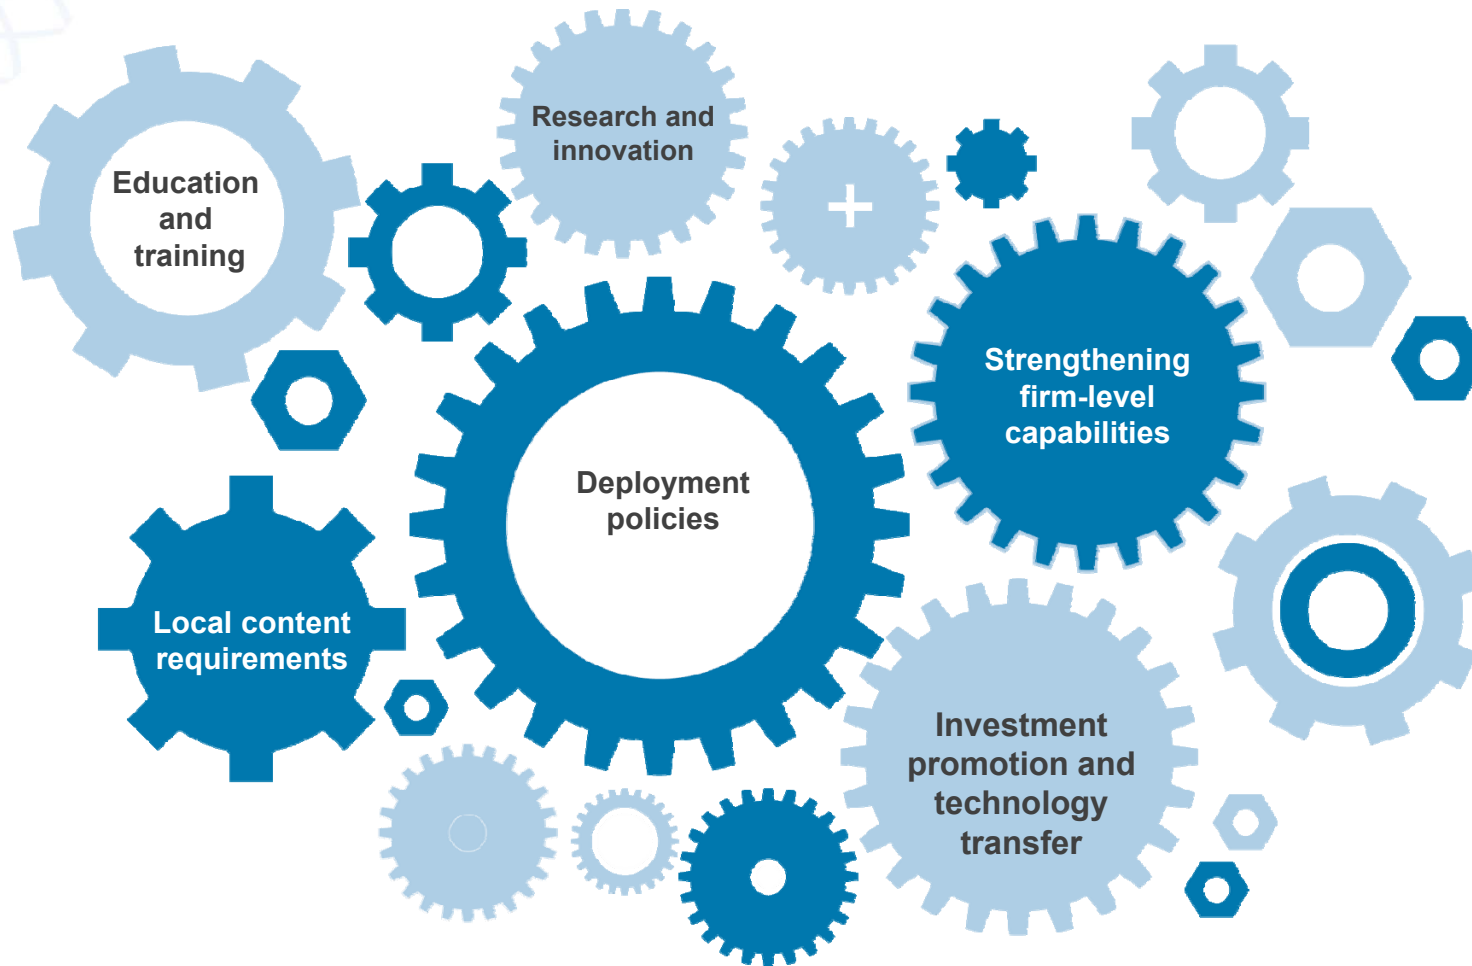 Research and
innovation
Education
and
training
Strengthening
firm-level
capabilities
Deployment
policies
Local content
requirements
Investment
promotion and
technology
transfer